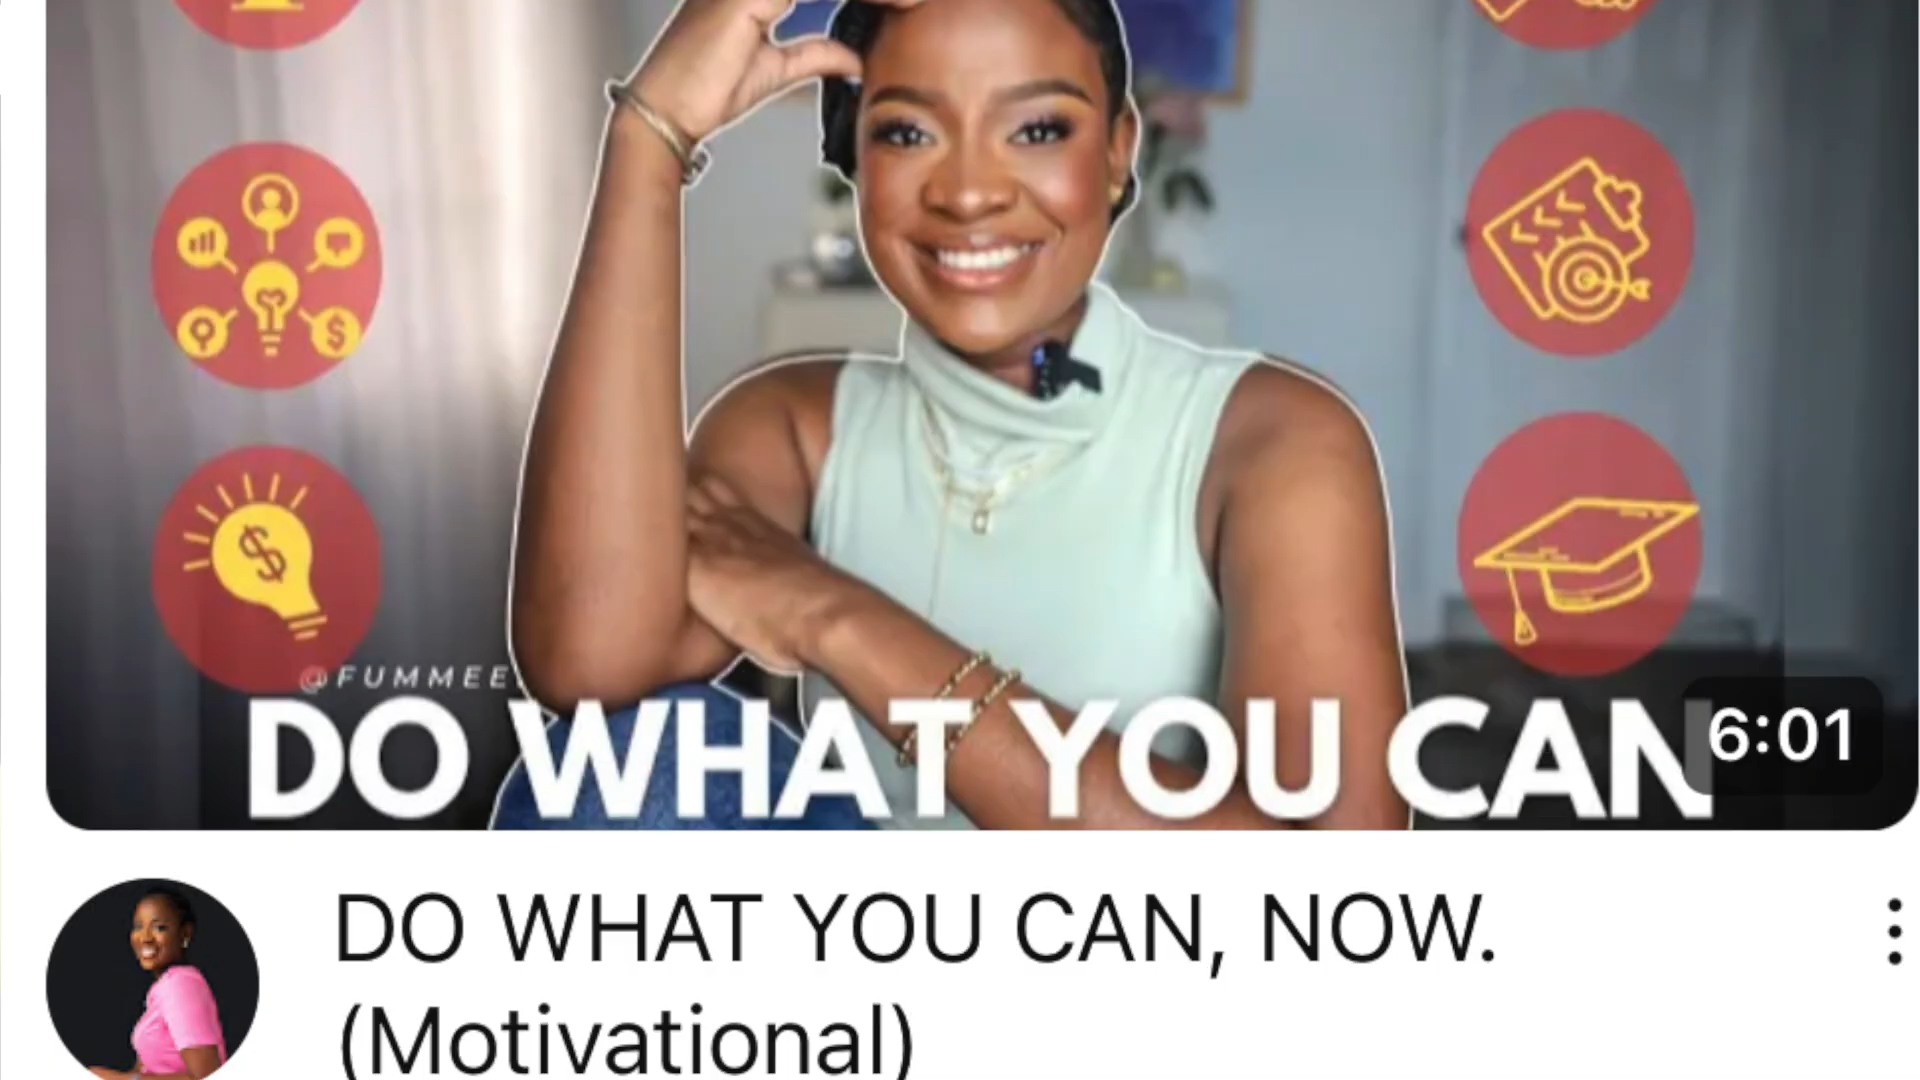 @FUMMEE
DO WHAT YOU CAN
6:01
DO WHAT YOU CAN, NOW.
(Motivational)